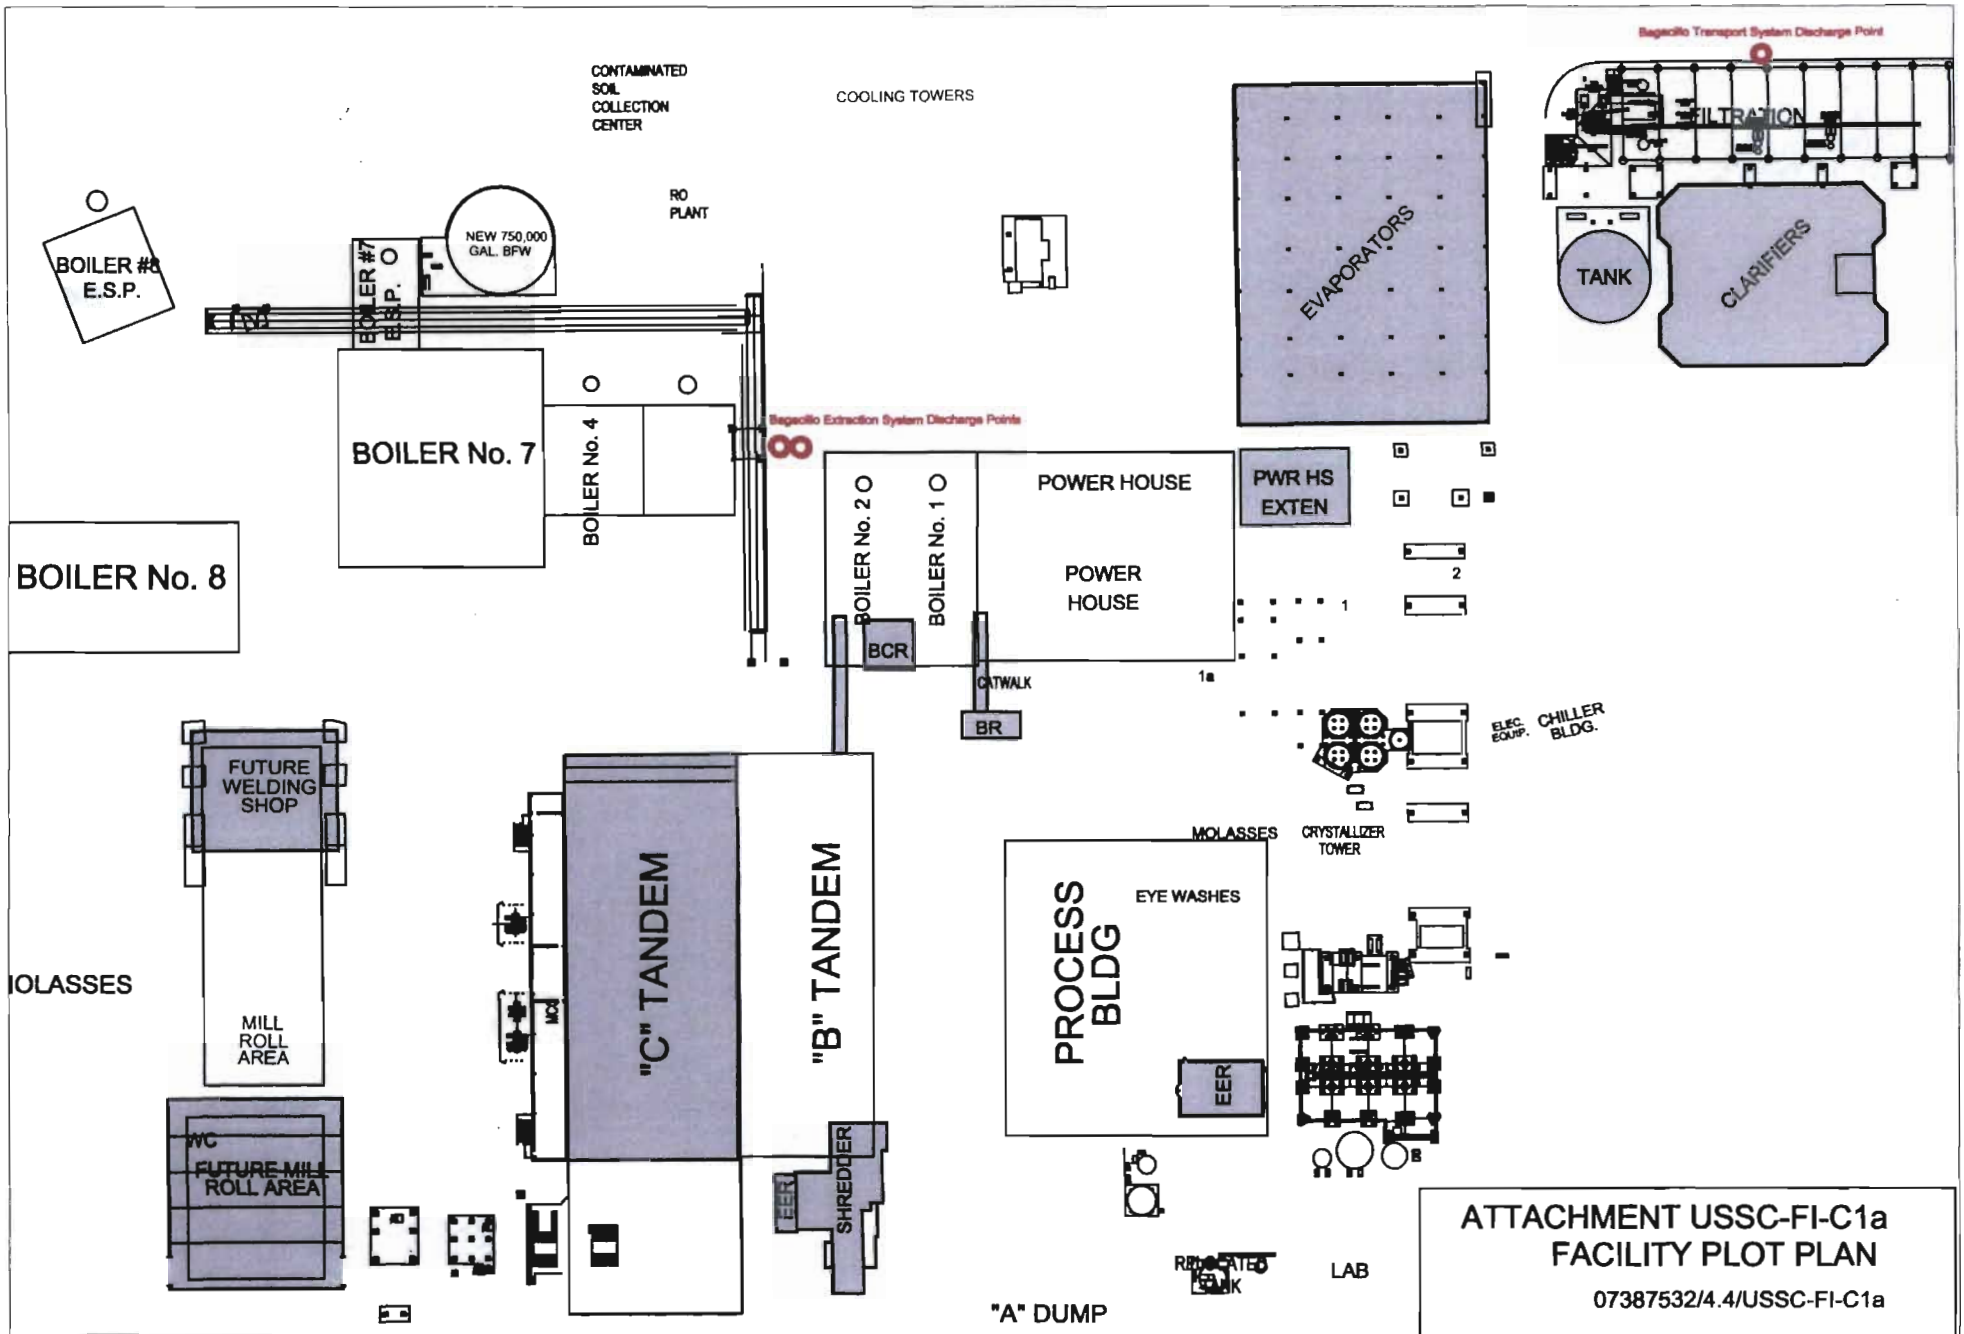 Bagacillo Transport System Discharge Point
CONTAMINATED
SOIL
COLLECTION
CENTER
COOLING TOWERS
FILTRATION
RO
PLANT
NEW 750,000
GAL. BFW
BOILER #8
E.S.P.
BOILER #7
E.S.P.
EVAPORATORS
TANK
CLARIFIERS
Bagacillo Extraction System Discharge Points
BOILER No. 7
BOILER No. 4
BOILER No. 2
BOILER No. 1
POWER HOUSE
PWR HS
EXTEN
POWER
HOUSE
BOILER No. 8
2
1
BCR
CATWALK
1a
BR
ELEC.
EQUIP.
CHILLER
BLDG.
FUTURE
WELDING
SHOP
MOLASSES
CRYSTALLIZER
TOWER
"C" TANDEM
"B" TANDEM
PROCESS
BLDG
EYE WASHES
IOLASSES
MCC
MILL
ROLL
AREA
EER
WC
FUTURE MILL
ROLL AREA
EER
SHREDDER
RELOCATED
TANK
LAB
"A" DUMP
ATTACHMENT USSC-FI-C1a
FACILITY PLOT PLAN
07387532/4.4/USSC-FI-C1a